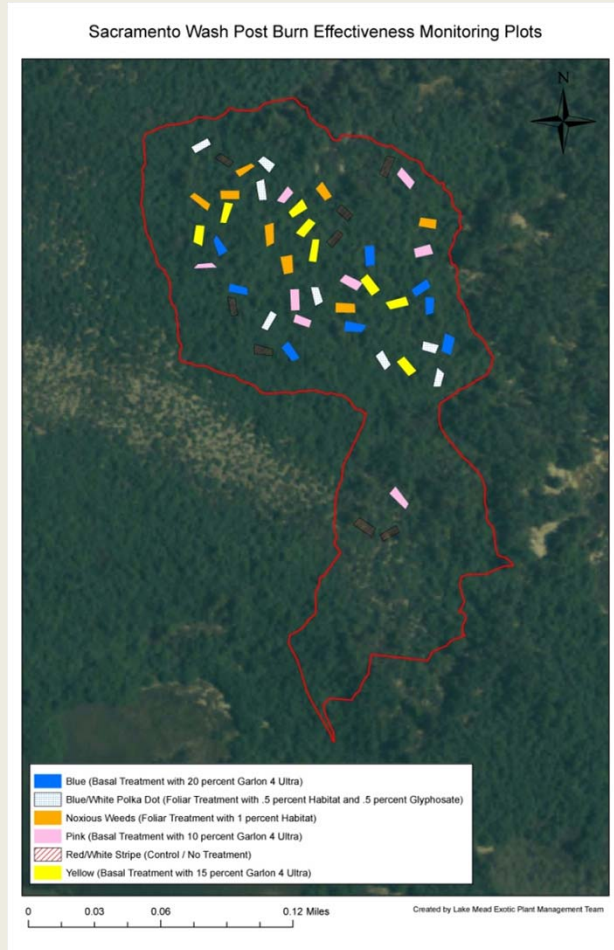 Sacramento Wash Post Burn Effectiveness Monitoring Plots
N
Blue (Basal Treatment with 20 percent Garlon 4 Ultra)
Blue/White Polka Dot (Foliar Treatment with .5 percent Habitat and .5 percent Glyphosate)
Noxious Weeds (Foliar Treatment with 1 percent Habitat)
Pink (Basal Treatment with 10 percent Garlon 4 Ultra)
Red/White Stripe (Control / No Treatment)
Yellow (Basal Treatment with 15 percent Garlon 4 Ultra)
0 0.03 0.06 0.12 Miles
Created by Lake Mead Exotic Plant Management Team